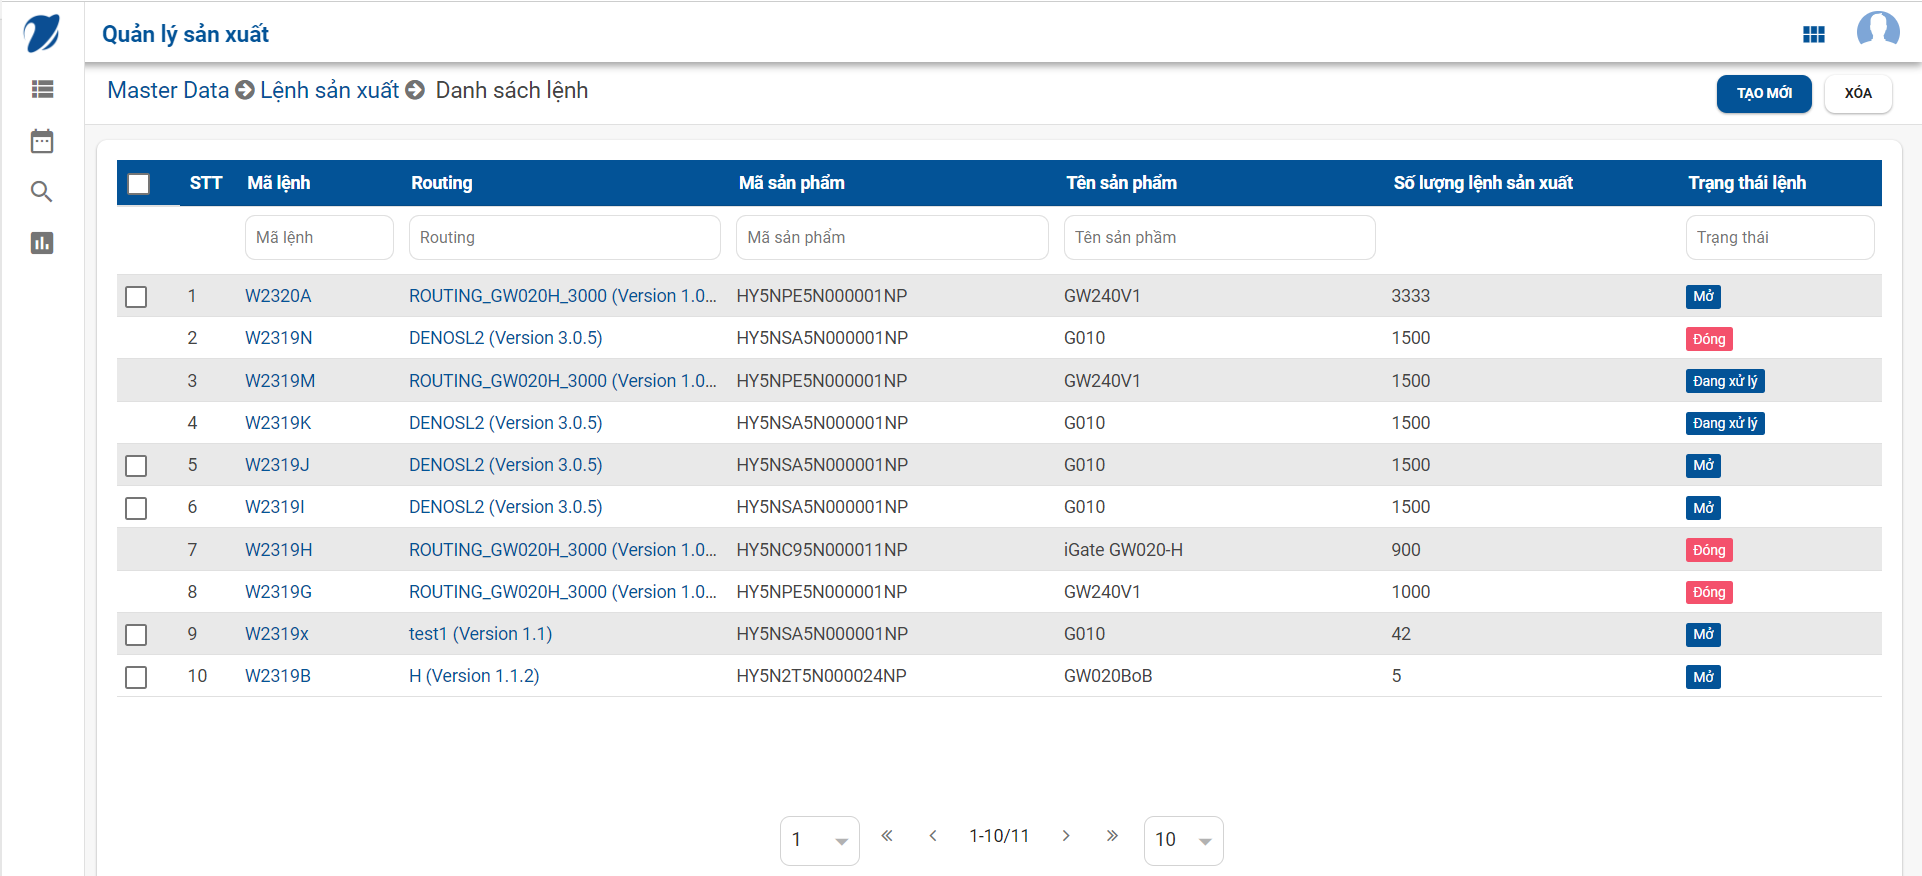 Quản lý sản xuất
Master Data Lệnh sản xuất Danh sách lệnh
TẠO MỚI XÓA
STT Mã lệnh Routing Mã sản phẩm Tên sản phẩm Số lượng lệnh sản xuất Trạng thái lệnh
Mã lệnh Routing Mã sản phẩm Tên sản phầm Trạng thái
1 W2320A ROUTING_GW020H_3000 (Version 1.0... HY5NPE5N000001NP GW240V1 3333 Mở
2 W2319N DENOSL2 (Version 3.0.5) HY5NSA5N000001NP G010 1500 Đóng
3 W2319M ROUTING_GW020H_3000 (Version 1.0... HY5NPE5N000001NP GW240V1 1500 Đang xử lý
4 W2319K DENOSL2 (Version 3.0.5) HY5NSA5N000001NP G010 1500 Đang xử lý
5 W2319J DENOSL2 (Version 3.0.5) HY5NSA5N000001NP G010 1500 Mở
6 W2319I DENOSL2 (Version 3.0.5) HY5NSA5N000001NP G010 1500 Mở
7 W2319H ROUTING_GW020H_3000 (Version 1.0... HY5NC95N000011NP iGate GW020-H 900 Đóng
8 W2319G ROUTING_GW020H_3000 (Version 1.0... HY5NPE5N000001NP GW240V1 1000 Đóng
9 W2319x test1 (Version 1.1) HY5NSA5N000001NP G010 42 Mở
10 W2319B H (Version 1.1.2) HY5N2T5N000024NP GW020BoB 5 Mở
1 « ‹ 1-10/11 › » 10